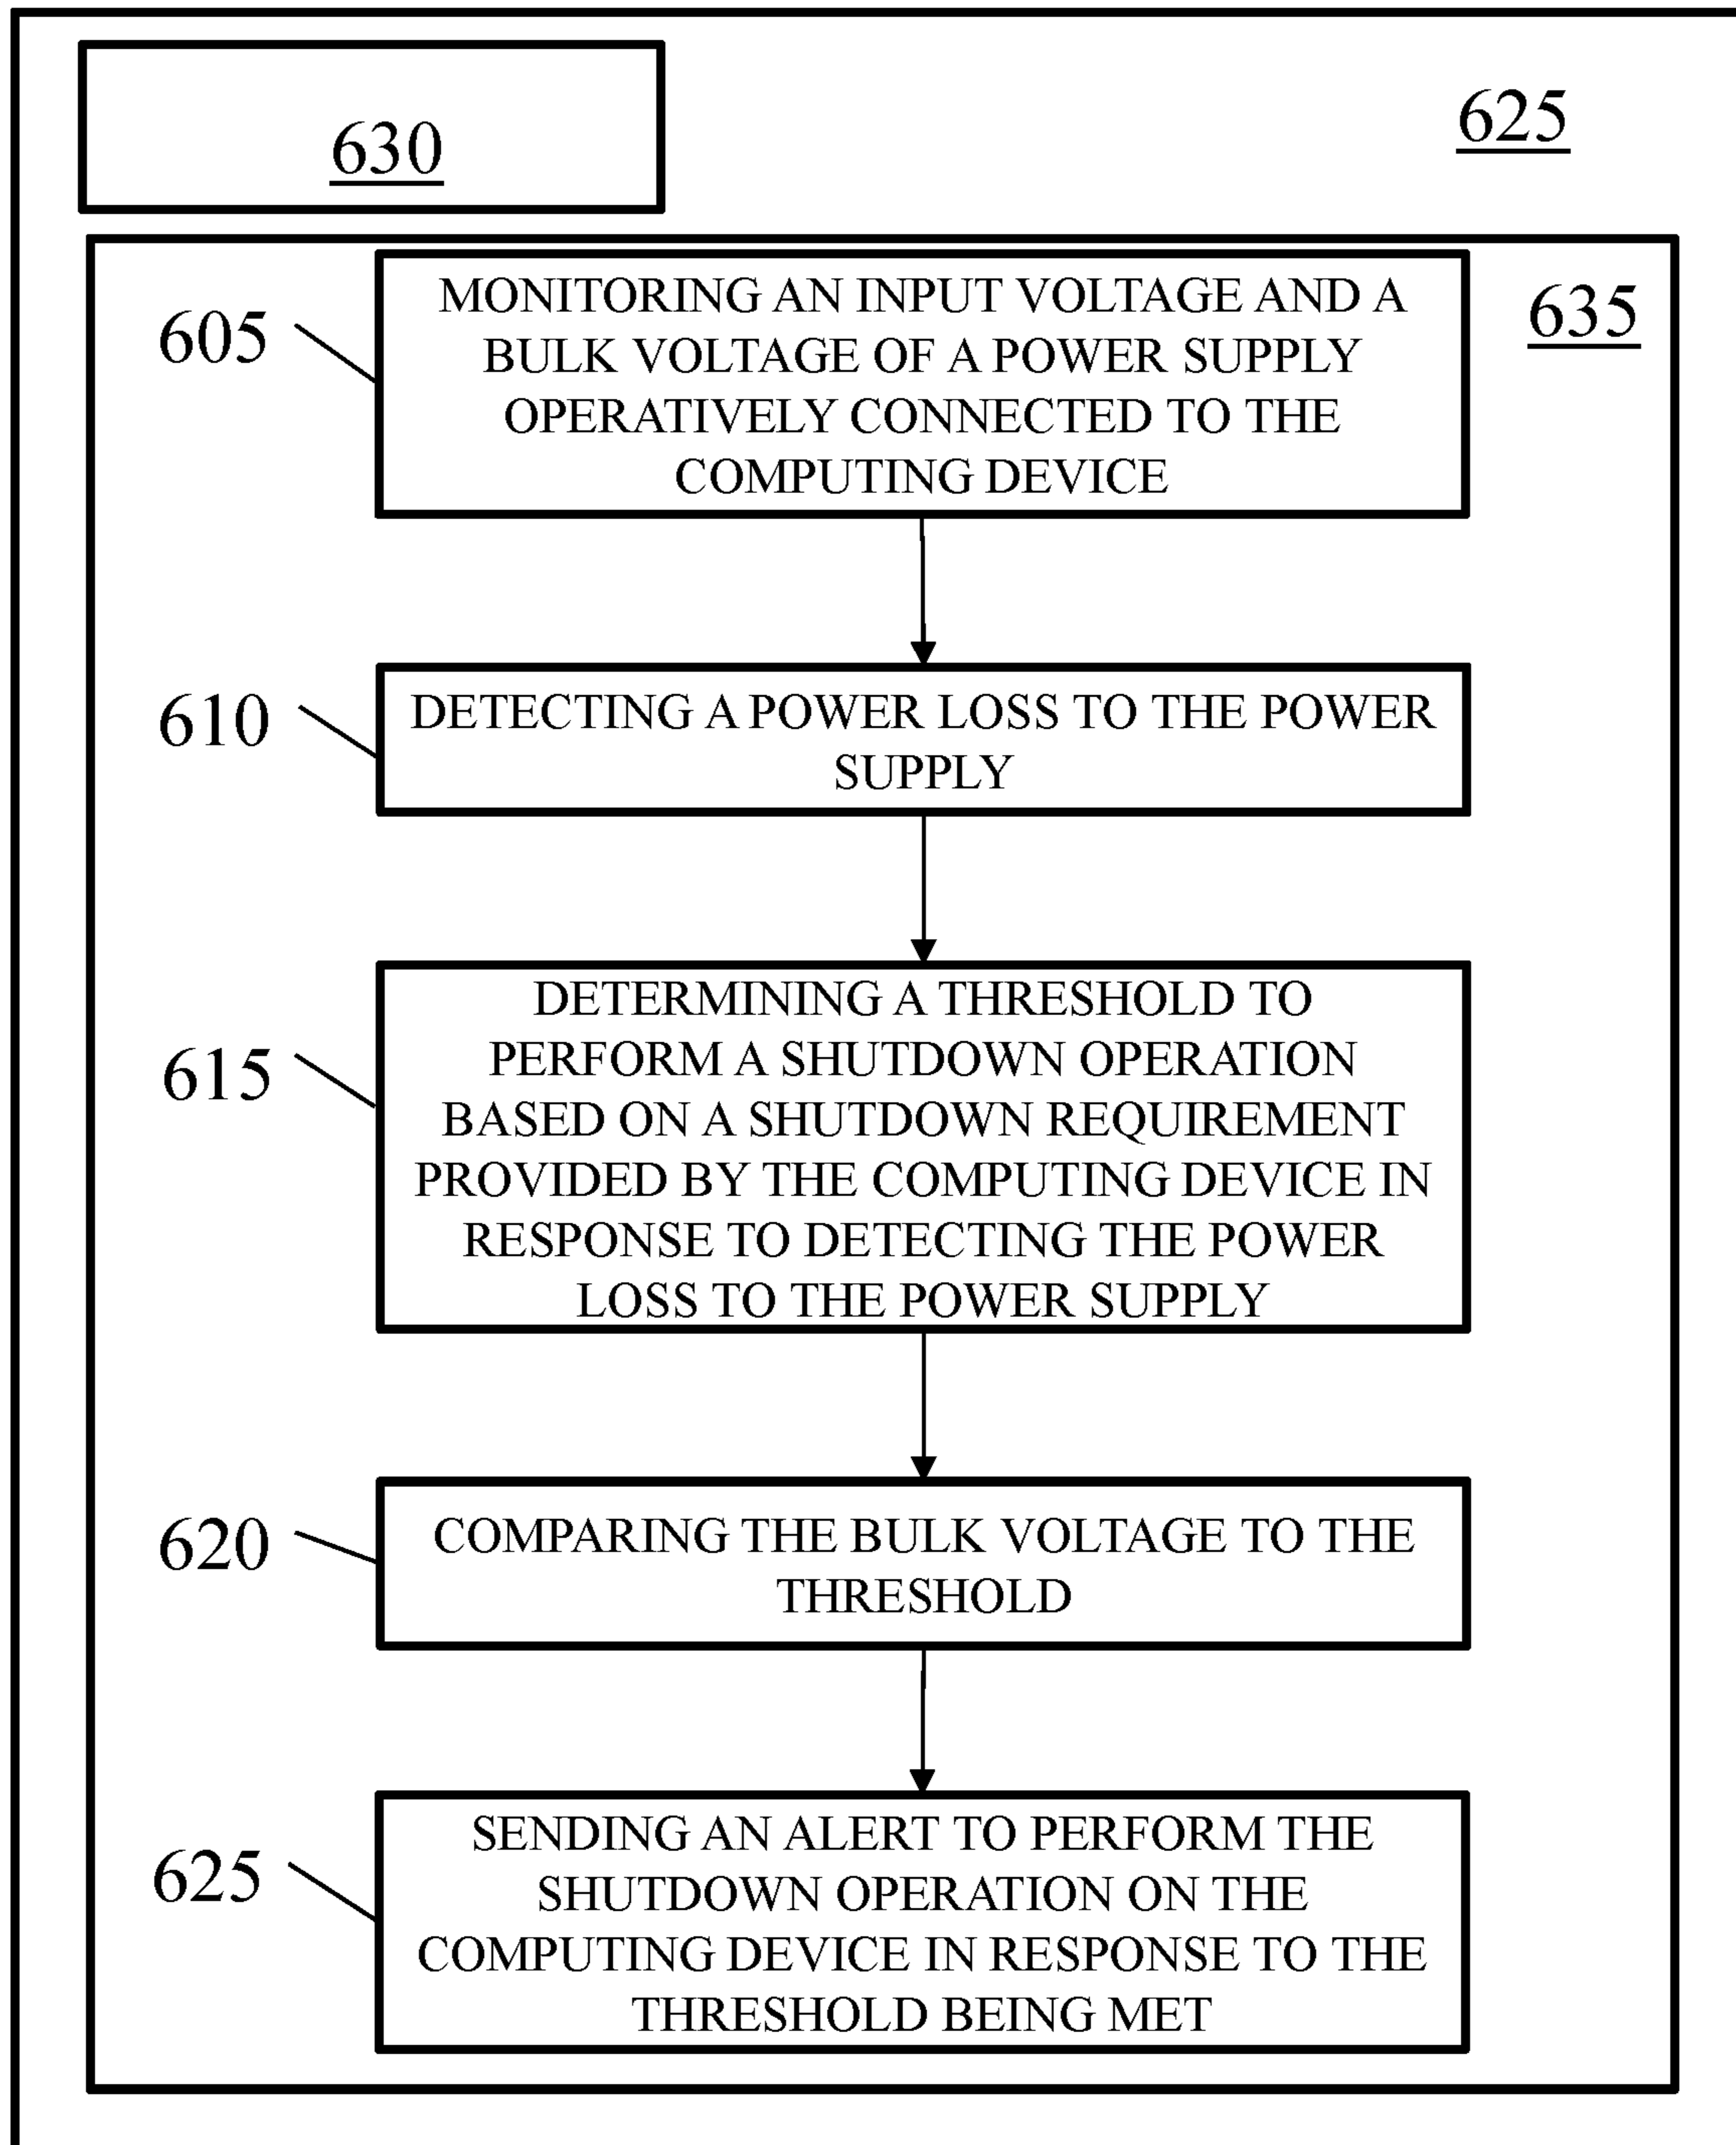 630
625
635
605
MONITORING AN INPUT VOLTAGE AND A
BULK VOLTAGE OF A POWER SUPPLY
OPERATIVELY CONNECTED TO THE
COMPUTING DEVICE
610
DETECTING A POWER LOSS TO THE POWER
SUPPLY
615
DETERMINING A THRESHOLD TO
PERFORM A SHUTDOWN OPERATION
BASED ON A SHUTDOWN REQUIREMENT
PROVIDED BY THE COMPUTING DEVICE IN
RESPONSE TO DETECTING THE POWER
LOSS TO THE POWER SUPPLY
620
COMPARING THE BULK VOLTAGE TO THE
THRESHOLD
625
SENDING AN ALERT TO PERFORM THE
SHUTDOWN OPERATION ON THE
COMPUTING DEVICE IN RESPONSE TO THE
THRESHOLD BEING MET